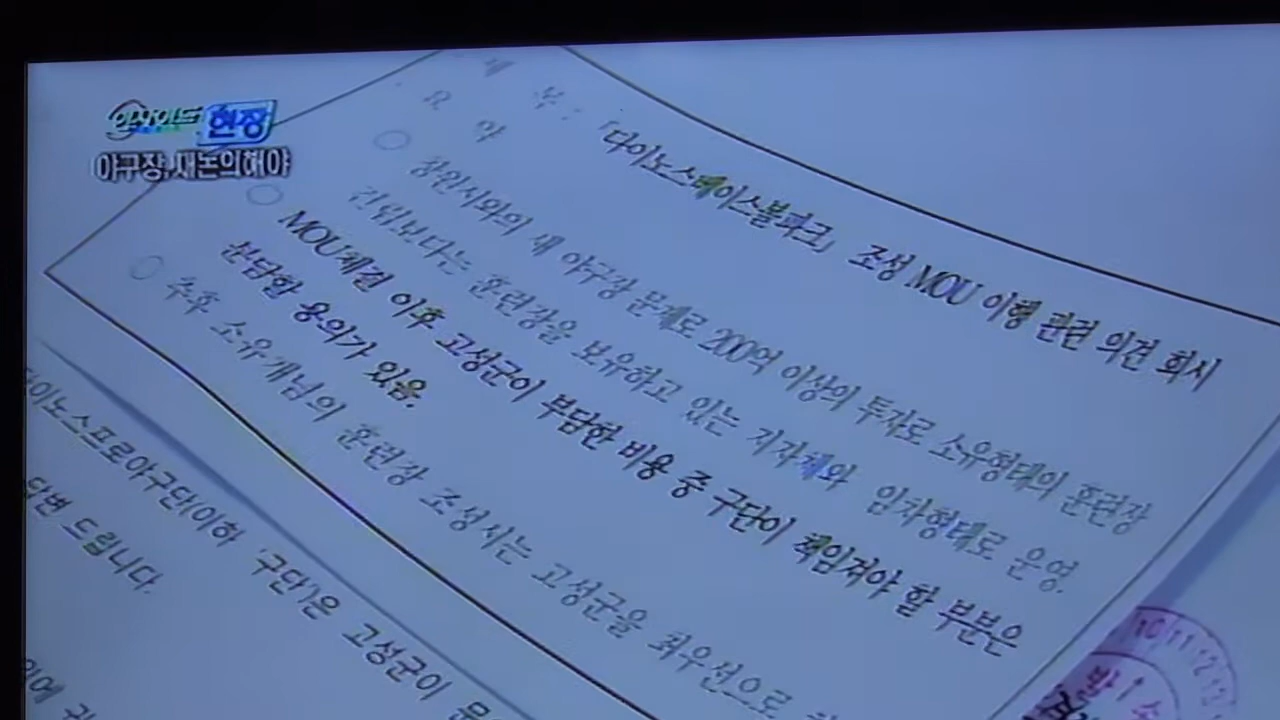 인사이드 현장
야구장, 재논의해야
제 부 : 「다이노스베이스볼파크」 조성 MOU 이행 관련 의견 회시
요 약
○ 창원시와의 새 야구장 문제로 200억 이상의 투자로 소유형태의 훈련장
건립보다는 훈련장을 보유하고 있는 지자체와 임차형태로 운영.
○ MOU체결 이후 고성군이 부담한 비용 중 구단이 책임져야 할 부분은
분담할 용의가 있음.
○ 추후 소유개념의 훈련장 조성시는 고성군을 최우선으로
다이노스프로야구단(이하 '구단')은 고성군이
답변 드립니다.
10 11 12